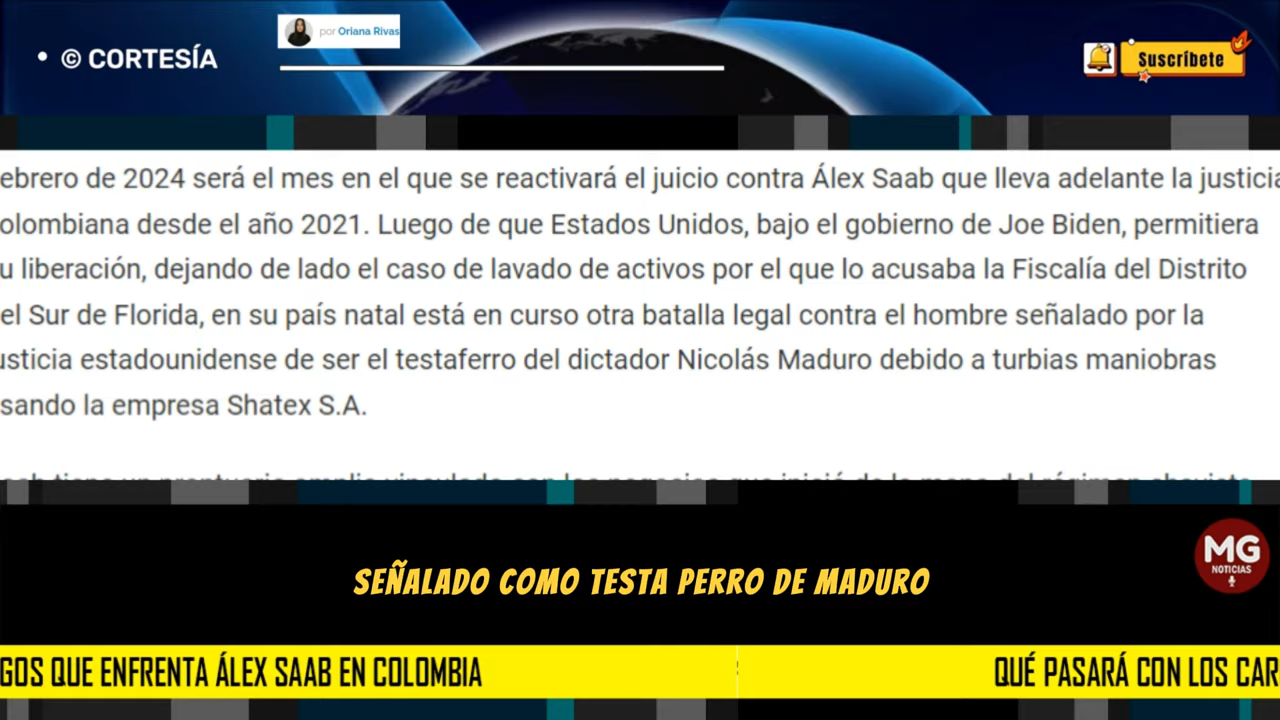 • © CORTESÍA
por Oriana Rivas
Suscríbete
ebrero de 2024 será el mes en el que se reactivará el juicio contra Álex Saab que lleva adelante la justicia
olombiana desde el año 2021. Luego de que Estados Unidos, bajo el gobierno de Joe Biden, permitiera
u liberación, dejando de lado el caso de lavado de activos por el que lo acusaba la Fiscalía del Distrito
el Sur de Florida, en su país natal está en curso otra batalla legal contra el hombre señalado por la
usticia estadounidense de ser el testaferro del dictador Nicolás Maduro debido a turbias maniobras
sando la empresa Shatex S.A.
MG
NOTICIAS
SEÑALADO COMO TESTA PERRO DE MADURO
GOS QUE ENFRENTA ÁLEX SAAB EN COLOMBIA
QUÉ PASARÁ CON LOS CAR